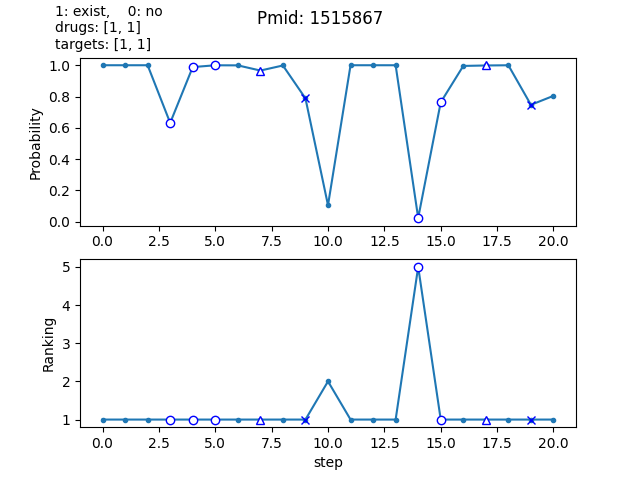 1: exist,    0: no
drugs: [1, 1]
targets: [1, 1]
Pmid: 1515867
Probability
1.0
0.8
0.6
0.4
0.2
0.0
0.0 2.5 5.0 7.5 10.0 12.5 15.0 17.5 20.0
Ranking
5
4
3
2
1
0.0 2.5 5.0 7.5 10.0 12.5 15.0 17.5 20.0
step